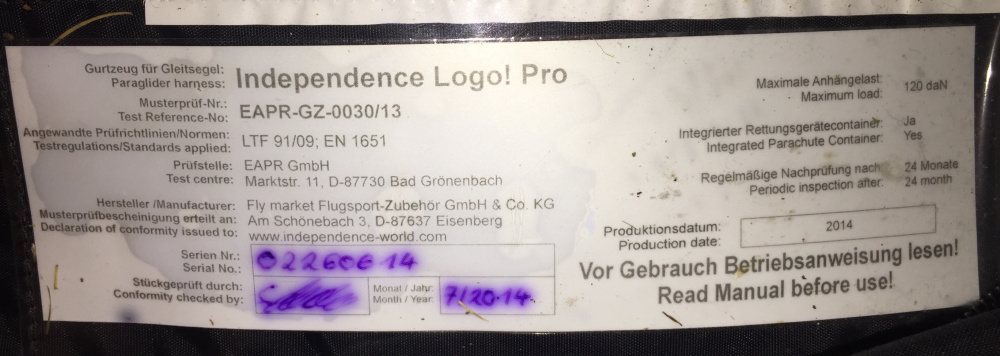 Gurtzeug für Gleitsegel:
Paraglider harness:
Independence Logo! Pro
Musterprüf-Nr.:
Test Reference-No:
EAPR-GZ-0030/13
Angewandte Prüfrichtlinien/Normen:
Testregulations/Standards applied:
LTF 91/09; EN 1651
Prüfstelle: EAPR GmbH
Test centre: Marktstr. 11, D-87730 Bad Grönenbach
Hersteller /Manufacturer: Fly market Flugsport-Zubehör GmbH & Co. KG
Musterprüfbescheinigung erteilt an: Am Schönebach 3, D-87637 Eisenberg
Declaration of conformity issued to: www.independence-world.com
Serien Nr.:
Serial No.:
0226061 4
Stückgeprüft durch:
Conformity checked by:
Monat / Jahr:
Month / Year:
7/2014
Maximale Anhängelast:
Maximum load:
120 daN
Integrierter Rettungsgerätecontainer: Ja
Integrated Parachute Container: Yes
Regelmäßige Nachprüfung nach: 24 Monate
Periodic inspection after: 24 month
Produktionsdatum:
Production date:
2014
Vor Gebrauch Betriebsanweisung lesen!
Read Manual before use!